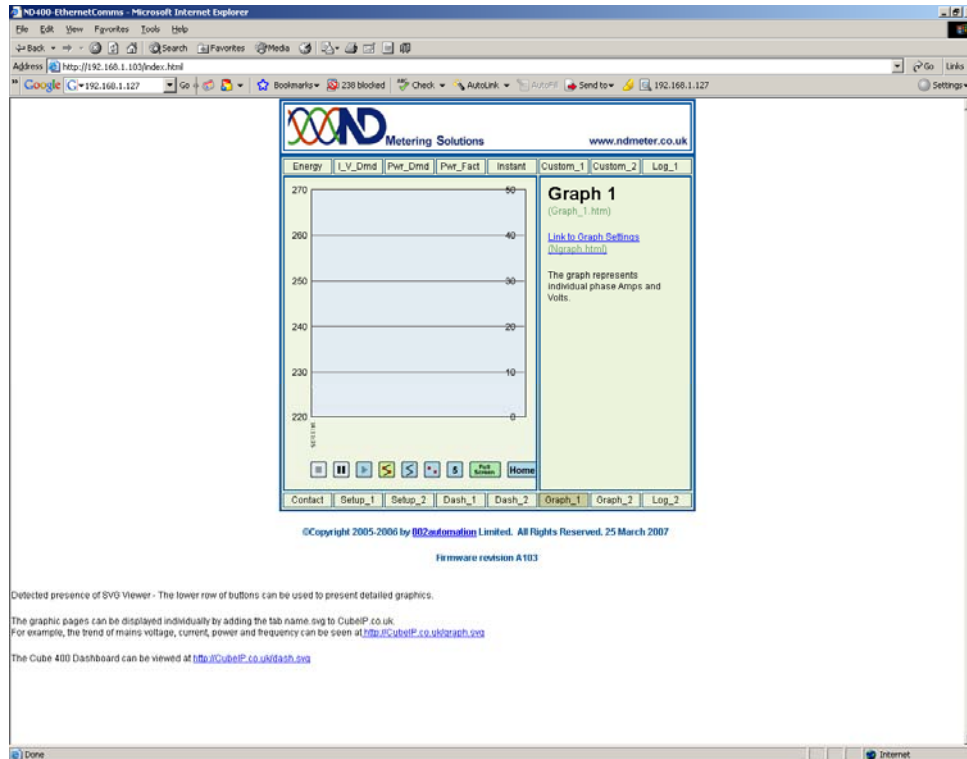 ND400-EthernetComms - Microsoft Internet Explorer
File Edit View Favorites Tools Help
Back Search Favorites Media
Address http://192.168.1.103/index.html Go Links
Google 192.168.1.127 Go Bookmarks 238 blocked Check AutoLink AutoFill Send to 192.168.1.127 Settings
ND Metering Solutions www.ndmeter.co.uk
Energy I_V_Dmd Pwr_Dmd Pwr_Fact Instant Custom_1 Custom_2 Log_1
270 50
260 40
250 30
240 20
230 10
220 0
Graph 1
(Graph_1.htm)
Link to Graph Settings
(Ngraph.html)
The graph represents
individual phase Amps and
Volts.
5 Full Screen Home
Contact Setup_1 Setup_2 Dash_1 Dash_2 Graph_1 Graph_2 Log_2
©Copyright 2005-2006 by 802automation Limited. All Rights Reserved. 25 March 2007
Firmware revision A103
Detected presence of SVG Viewer - The lower row of buttons can be used to present detailed graphics.
The graphic pages can be displayed individually by adding the tab name.svg to CubeIP.co.uk.
For example, the trend of mains voltage, current, power and frequency can be seen at http://CubeIP.co.uk/graph.svg
The Cube 400 Dashboard can be viewed at http://CubeIP.co.uk/dash.svg
Done Internet